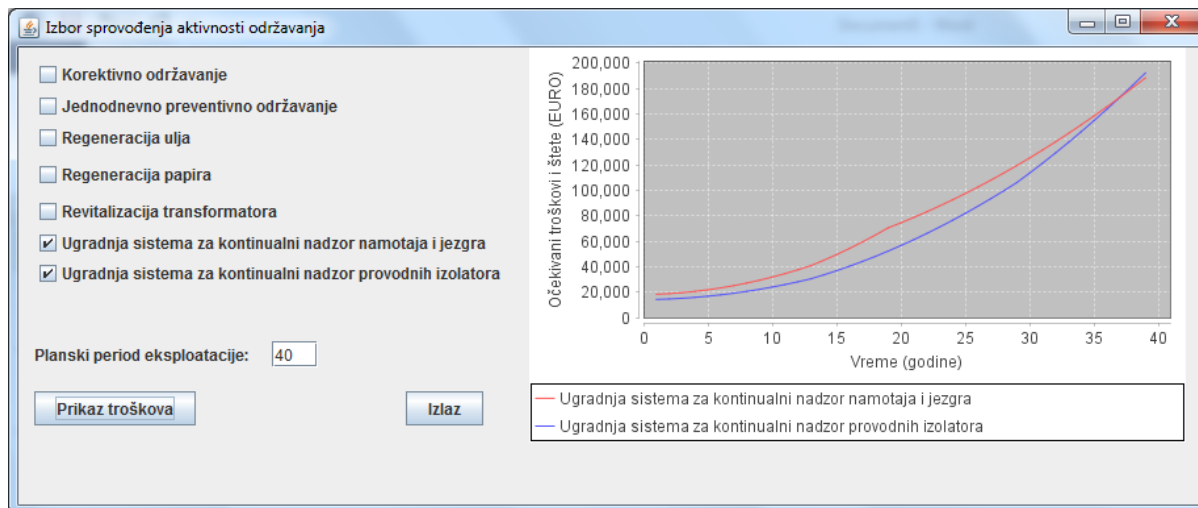 Izbor sprovođenja aktivnosti održavanja
Korektivno održavanje
Jednodnevno preventivno održavanje
Regeneracija ulja
Regeneracija papira
Revitalizacija transformatora
Ugradnja sistema za kontinualni nadzor namotaja i jezgra
Ugradnja sistema za kontinualni nadzor provodnih izolatora
Planski period eksploatacije: 40
Prikaz troškova
Izlaz
Očekivani troškovi i štete (EURO)
200,000
180,000
160,000
140,000
120,000
100,000
80,000
60,000
40,000
20,000
0
0 5 10 15 20 25 30 35 40
Vreme (godine)
Ugradnja sistema za kontinualni nadzor namotaja i jezgra
Ugradnja sistema za kontinualni nadzor provodnih izolatora